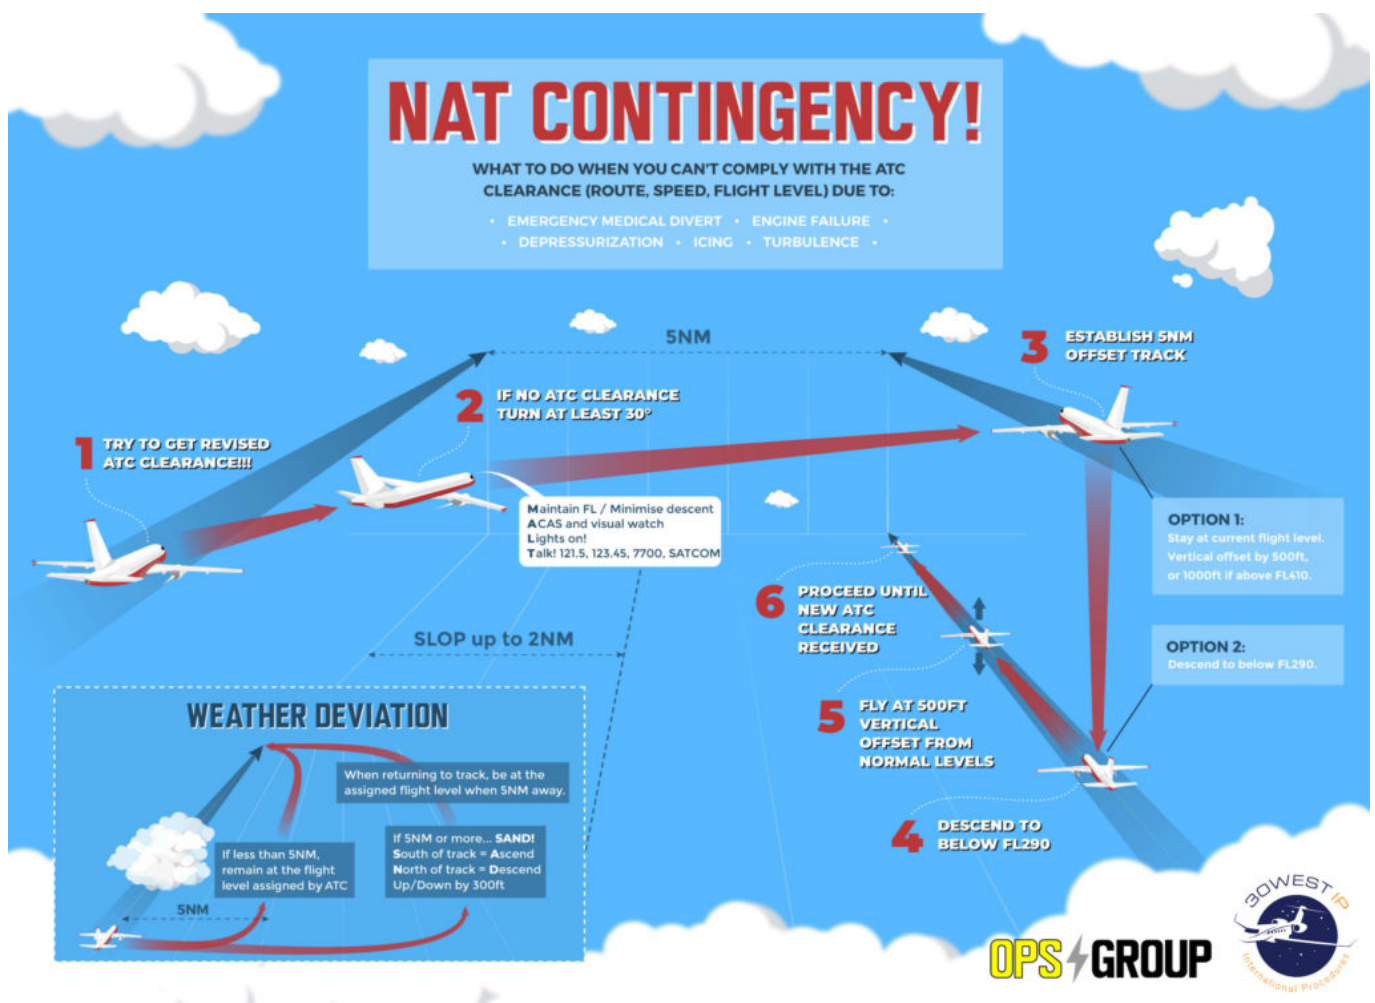 NAT CONTINGENCY!
WHAT TO DO WHEN YOU CAN'T COMPLY WITH THE ATC
CLEARANCE (ROUTE, SPEED, FLIGHT LEVEL) DUE TO:
• EMERGENCY MEDICAL DIVERT • ENGINE FAILURE •
• DEPRESSURIZATION • ICING • TURBULENCE •
5NM
1
TRY TO GET REVISED
ATC CLEARANCE!!!
2
IF NO ATC CLEARANCE
TURN AT LEAST 30°
Maintain FL / Minimise descent
ACAS and visual watch
Lights on!
Talk! 121.5, 123.45, 7700, SATCOM
3
ESTABLISH 5NM
OFFSET TRACK
OPTION 1:
Stay at current flight level.
Vertical offset by 500ft,
or 1000ft if above FL410.
OPTION 2:
Descend to below FL290.
4
DESCEND TO
BELOW FL290
5
FLY AT 500FT
VERTICAL
OFFSET FROM
NORMAL LEVELS
6
PROCEED UNTIL
NEW ATC
CLEARANCE
RECEIVED
SLOP up to 2NM
WEATHER DEVIATION
When returning to track, be at the
assigned flight level when 5NM away.
If less than 5NM,
remain at the flight
level assigned by ATC
If 5NM or more... SAND!
South of track = Ascend
North of track = Descend
Up/Down by 300ft
5NM
OPS GROUP
30WEST IP
International Procedures